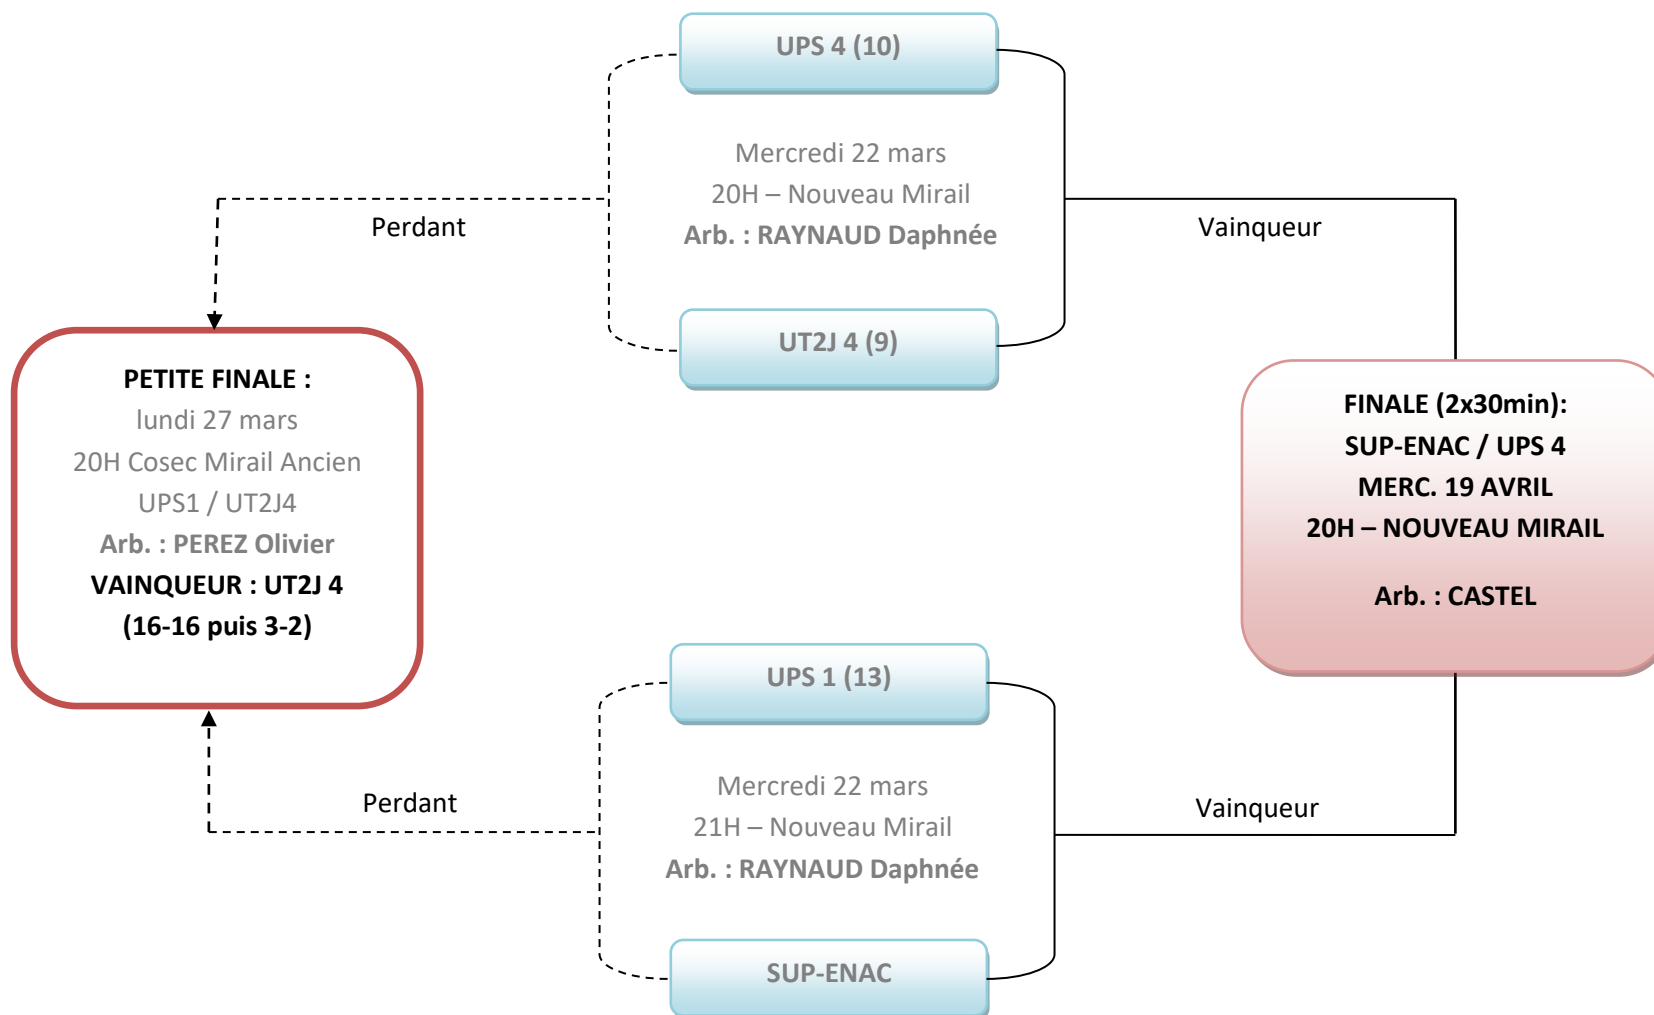 UPS 4 (10)
Mercredi 22 mars
20H – Nouveau Mirail
Arb. : RAYNAUD Daphnée
Perdant
Vainqueur
UT2J 4 (9)
PETITE FINALE :
lundi 27 mars
20H Cosec Mirail Ancien
UPS1 / UT2J4
Arb. : PEREZ Olivier
VAINQUEUR : UT2J 4
(16-16 puis 3-2)
FINALE (2x30min):
SUP-ENAC / UPS 4
MERC. 19 AVRIL
20H – NOUVEAU MIRAIL
Arb. : CASTEL
UPS 1 (13)
Mercredi 22 mars
21H – Nouveau Mirail
Arb. : RAYNAUD Daphnée
Perdant
Vainqueur
SUP-ENAC